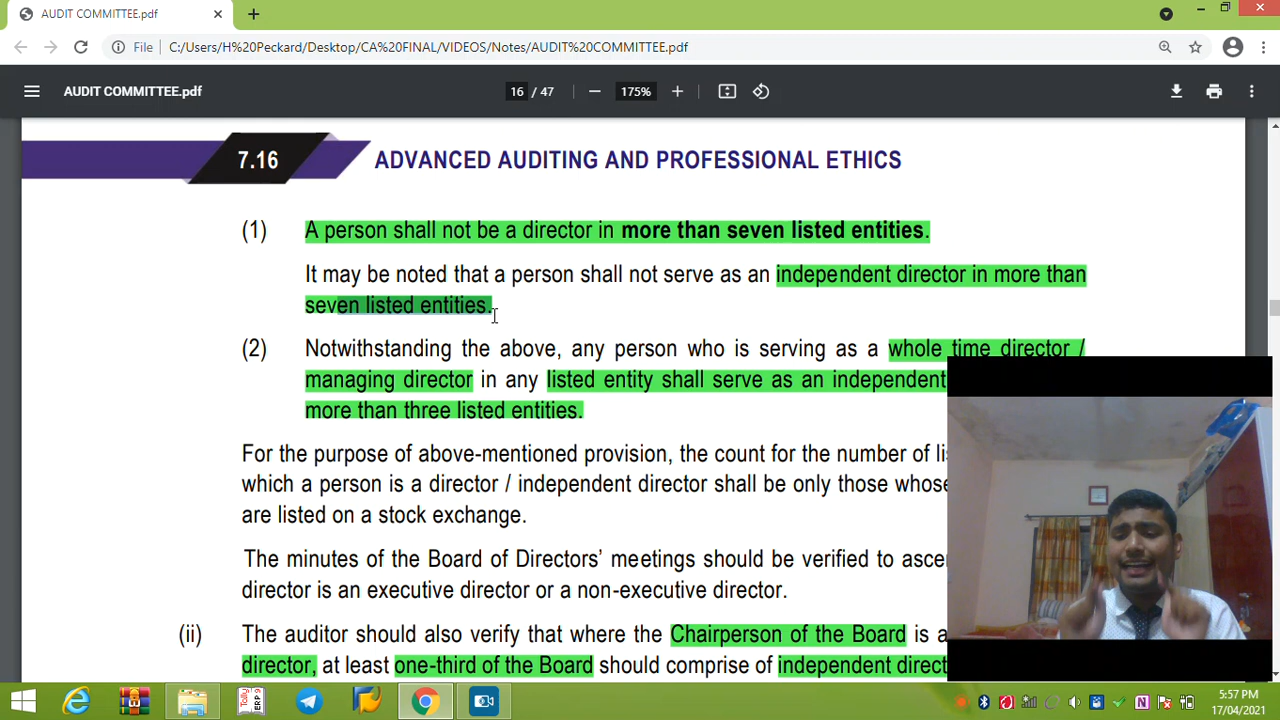 AUDIT COMMITTEE.pdf
File C:/Users/H%20Peckard/Desktop/CA%20FINAL/VIDEOS/Notes/AUDIT%20COMMITTEE.pdf
AUDIT COMMITTEE.pdf 16 / 47 175%
7.16 ADVANCED AUDITING AND PROFESSIONAL ETHICS
(1) A person shall not be a director in more than seven listed entities.
It may be noted that a person shall not serve as an independent director in more than
seven listed entities.
(2) Notwithstanding the above, any person who is serving as a whole time director /
managing director in any listed entity shall serve as an independent
more than three listed entities.
For the purpose of above-mentioned provision, the count for the number of
which a person is a director / independent director shall be only those whose
are listed on a stock exchange.
The minutes of the Board of Directors' meetings should be verified to
director is an executive director or a non-executive director.
(ii) The auditor should also verify that where the Chairperson of the Board is a
director, at least one-third of the Board should comprise of independent
Tally
ERP 9
5:57 PM
17/04/2021